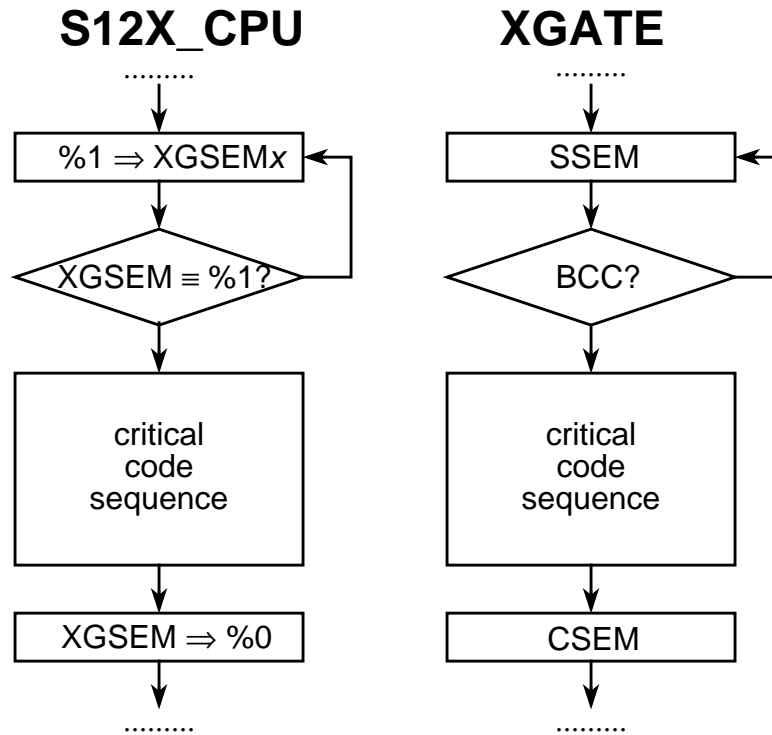 S12X_CPU
.........
%1 ⇒ XGSEMx
XGSEM ≡ %1?
critical
code
sequence
XGSEM ⇒ %0
.........
XGATE
.........
SSEM
BCC?
critical
code
sequence
CSEM
.........